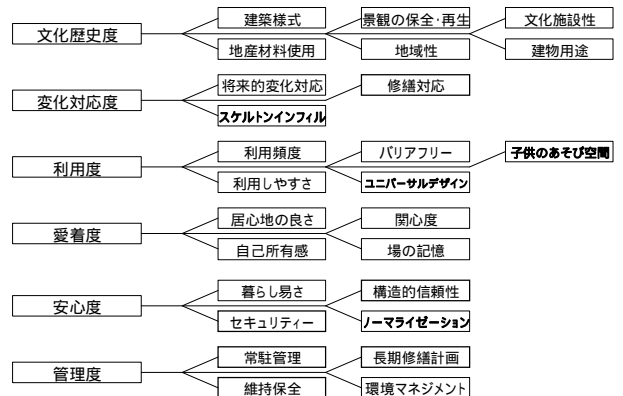 文化歴史度
建築様式
景観の保全・再生
文化施設性
地産材料使用
地域性
建物用途
変化対応度
将来的変化対応
修繕対応
スケルトンインフィル
利用度
利用頻度
バリアフリー
子供のあそび空間
利用しやすさ
ユニバーサルデザイン
愛着度
居心地の良さ
関心度
自己所有感
場の記憶
安心度
暮らし易さ
構造的信頼性
セキュリティー
ノーマライゼーション
管理度
常駐管理
長期修繕計画
維持保全
環境マネジメント